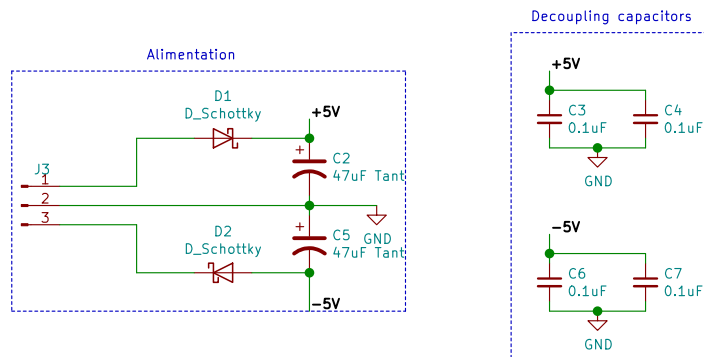 Decoupling capacitors
Alimentation
D1
D_Schottky
+5V
+
C2
47uF Tant
J3
1
2
3
GND
D2
D_Schottky
+
C5
47uF Tant
-5V
+5V
C3
0.1uF
C4
0.1uF
GND
-5V
C6
0.1uF
C7
0.1uF
GND